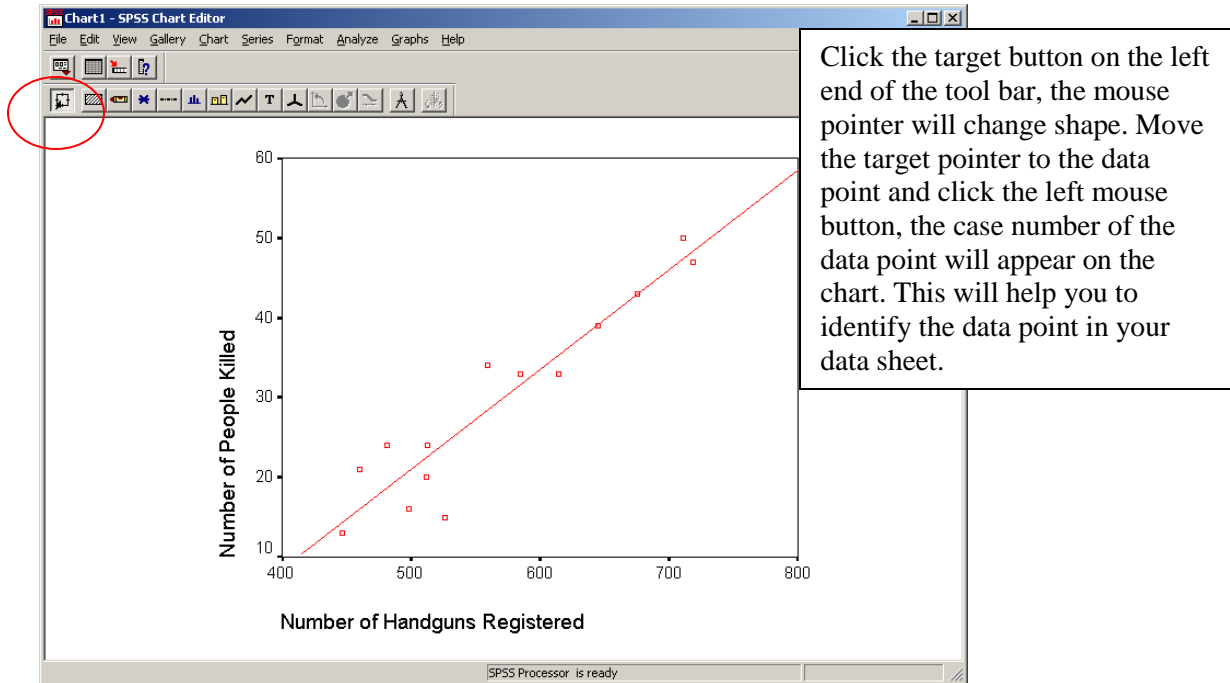 Chart1 - SPSS Chart Editor
File Edit View Gallery Chart Series Format Analyze Graphs Help
T
60
50
40
30
20
10
Number of People Killed
400 500 600 700 800
Number of Handguns Registered
SPSS Processor is ready
Click the target button on the left
end of the tool bar, the mouse
pointer will change shape. Move
the target pointer to the data
point and click the left mouse
button, the case number of the
data point will appear on the
chart. This will help you to
identify the data point in your
data sheet.